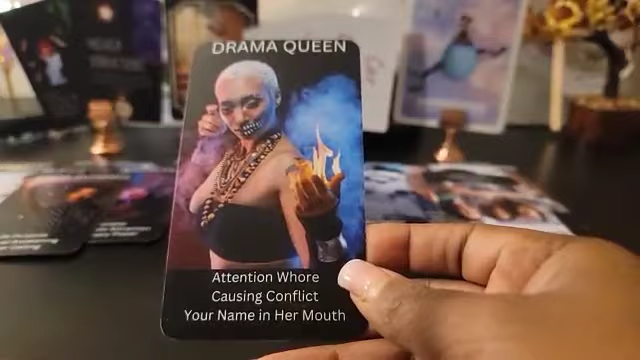 DRAMA QUEEN
Attention Whore
Causing Conflict
Your Name in Her Mouth